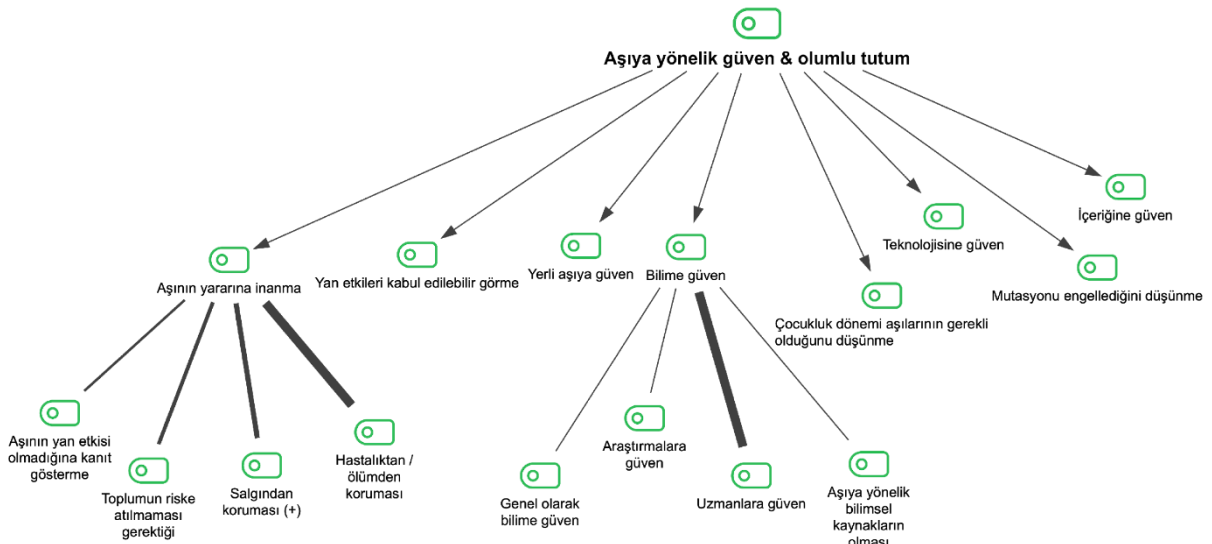 Aşıya yönelik güven & olumlu tutum
İçeriğine güven
Teknolojisine güven
Aşının yararına inanma
Yan etkileri kabul edilebilir görme
Yerli aşıya güven
Bilime güven
Mutasyonu engellediğini düşünme
Çocukluk dönemi aşılarının gerekli
olduğunu düşünme
Aşının yan etkisi
olmadığına kanıt
gösterme
Toplumun riske
atılmaması
gerektiği
Salgından
koruması (+)
Hastalıktan /
ölümden
koruması
Genel olarak
bilime güven
Araştırmalara
güven
Uzmanlara güven
Aşıya yönelik
bilimsel
kaynakların
olması